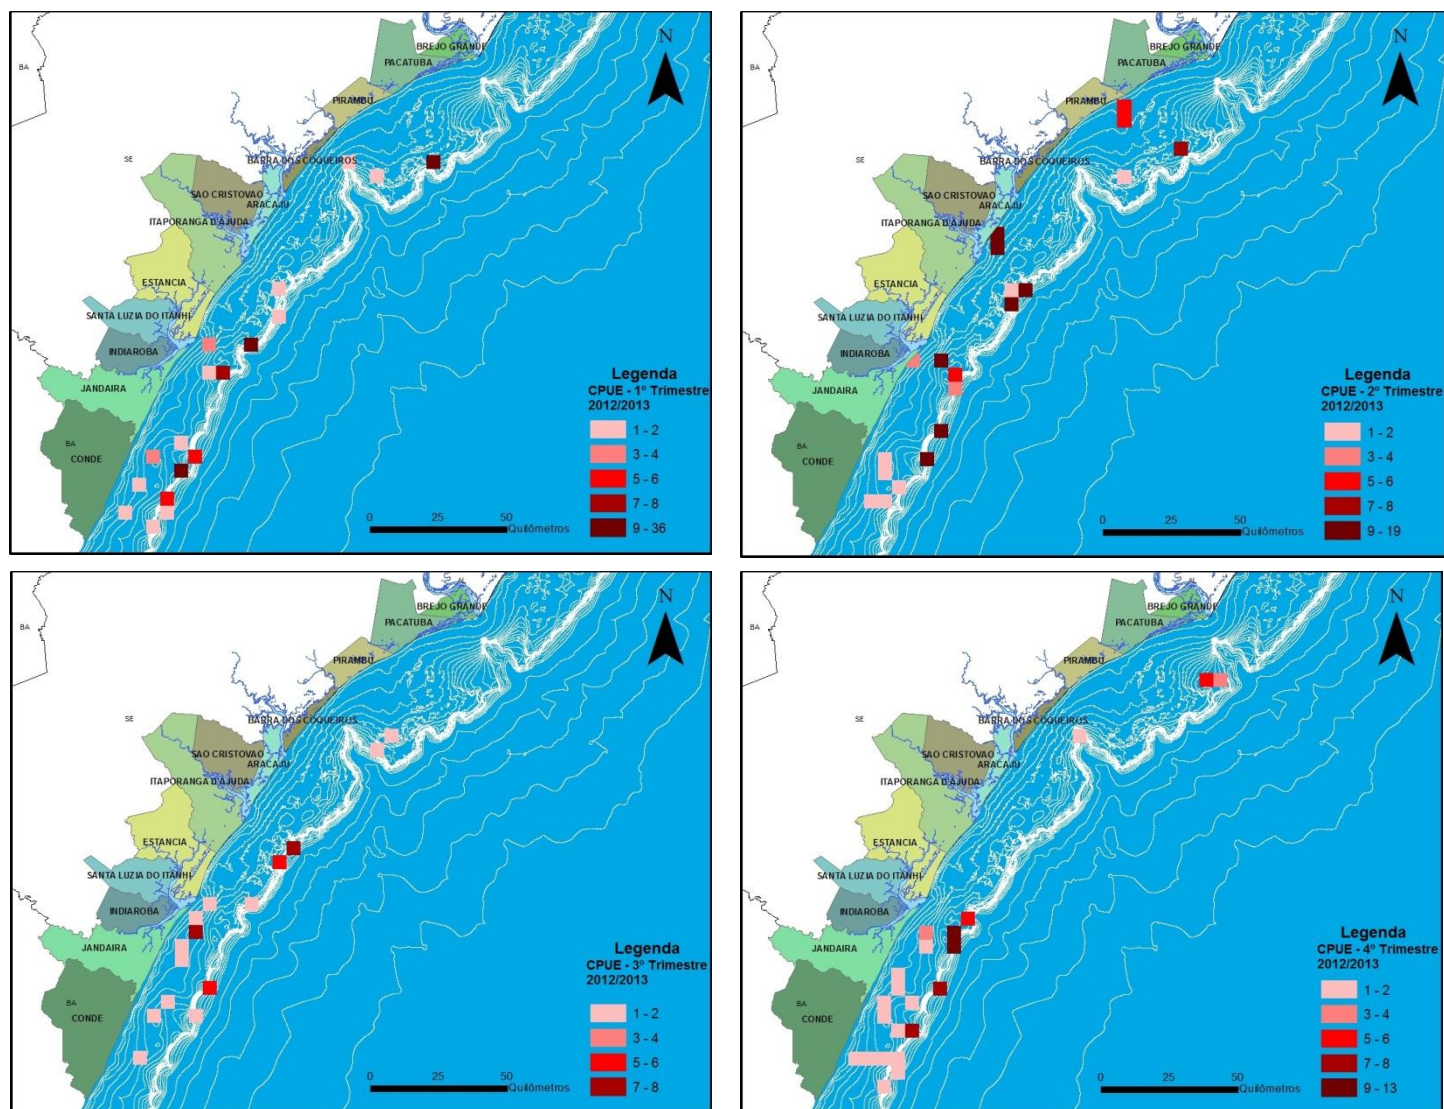 AL
BREJO GRANDE
N
PACATUBA
BA
PIRAMBÚ
SE
BARRA DOS COQUEIROS
SAO CRISTOVAO
ARACAJU
ITAPORANGA D'AJUDA
ESTANCIA
SANTA LUZIA DO ITANHI
INDIAROBA
JANDAIRA
BA
CONDE
Legenda
CPUE - 1º Trimestre
2012/2013
1 - 2
3 - 4
5 - 6
7 - 8
9 - 36
0 25 50
Quilômetros
AL
BREJO GRANDE
N
PACATUBA
BA
PIRAMBÚ
SE
BARRA DOS COQUEIROS
SAO CRISTOVAO
ARACAJU
ITAPORANGA D'AJUDA
ESTANCIA
SANTA LUZIA DO ITANHI
INDIAROBA
JANDAIRA
BA
CONDE
Legenda
CPUE - 2º Trimestre
2012/2013
1 - 2
3 - 4
5 - 6
7 - 8
9 - 19
0 25 50
Quilômetros
AL
BREJO GRANDE
N
PACATUBA
BA
PIRAMBÚ
SE
BARRA DOS COQUEIROS
SAO CRISTOVAO
ARACAJU
ITAPORANGA D'AJUDA
ESTANCIA
SANTA LUZIA DO ITANHI
INDIAROBA
JANDAIRA
BA
CONDE
Legenda
CPUE - 3º Trimestre
2012/2013
1 - 2
3 - 4
5 - 6
7 - 8
0 25 50
Quilômetros
AL
BREJO GRANDE
N
PACATUBA
BA
PIRAMBÚ
SE
BARRA DOS COQUEIROS
SAO CRISTOVAO
ARACAJU
ITAPORANGA D'AJUDA
ESTANCIA
SANTA LUZIA DO ITANHI
INDIAROBA
JANDAIRA
BA
CONDE
Legenda
CPUE - 4º Trimestre
2012/2013
1 - 2
3 - 4
5 - 6
7 - 8
9 - 13
0 25 50
Quilômetros